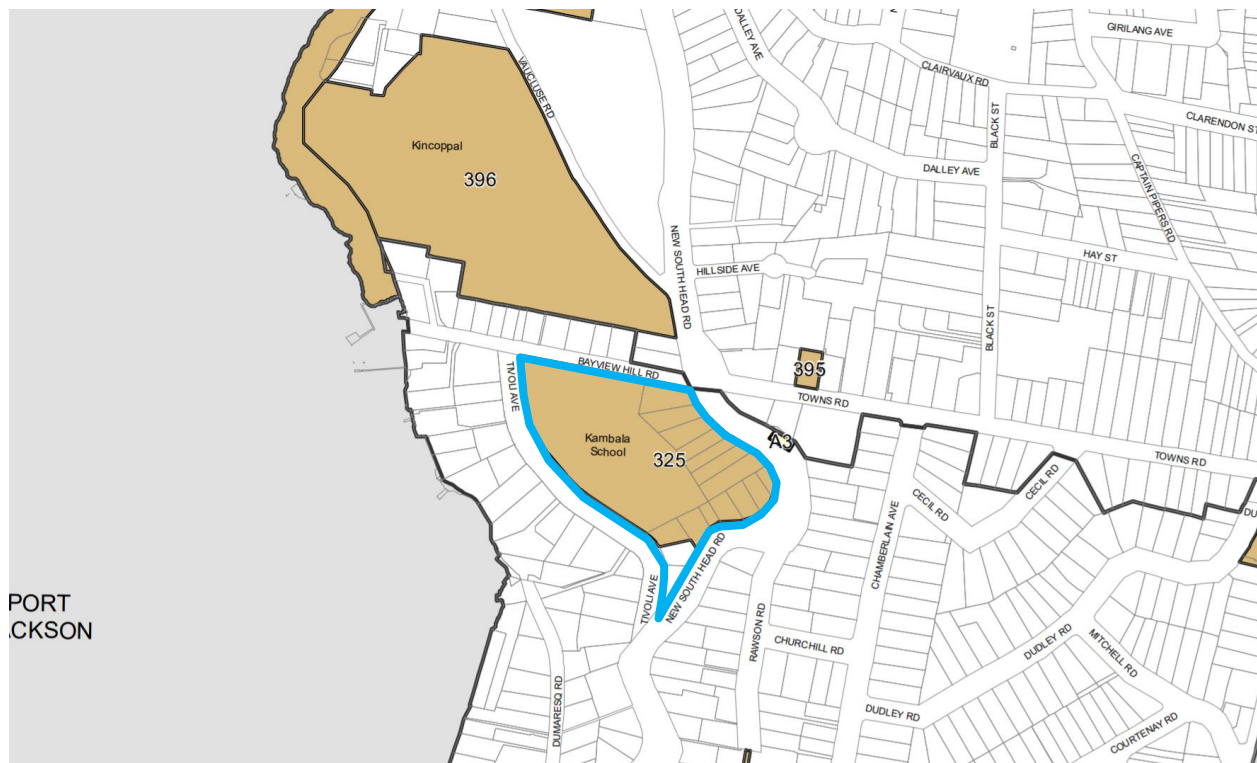 GIRILANG AVE
DALLEY AVE
VAUCLUSE RD
CLAIRVAUX RD
BLACK ST
CLARENDON ST
Kincoppal
396
DALLEY AVE
CAPTAIN PIPERS RD
NEW SOUTH HEAD RD
HAY ST
HILLSIDE AVE
BLACK ST
BAYVIEW HILL RD
395
TIVOLI AVE
TOWNS RD
Kambala
School
325
A3
TOWNS RD
CECIL RD
CECIL RD
DU
CHAMBERLAIN AVE
NEW SOUTH HEAD RD
TIVOLI AVE
PORT
ACKSON
RAWSON RD
CHURCHILL RD
DUDLEY RD
MITCHELL RD
DUMARESQ RD
DUDLEY RD
COURTENAY RD